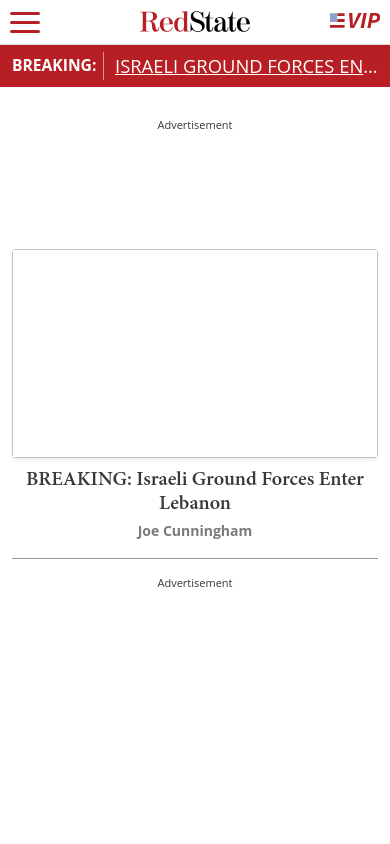 RedState
VIP
BREAKING: ISRAELI GROUND FORCES EN...
Advertisement
BREAKING: Israeli Ground Forces Enter
Lebanon
Joe Cunningham
Advertisement